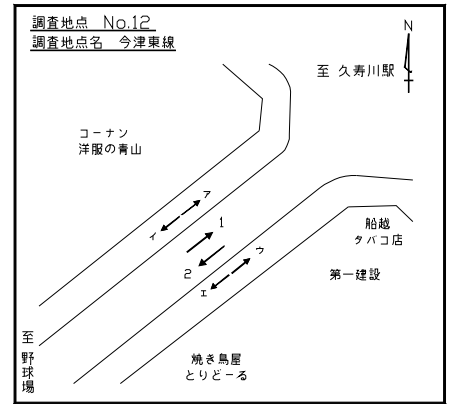 調査地点 No.12
調査地点名 今津東線
N
至 久寿川駅
コーナン
洋服の青山
ア
イ
1
2
ウ
エ
船越
タバコ店
第一建設
至 野球場
焼き鳥屋
とりどーる